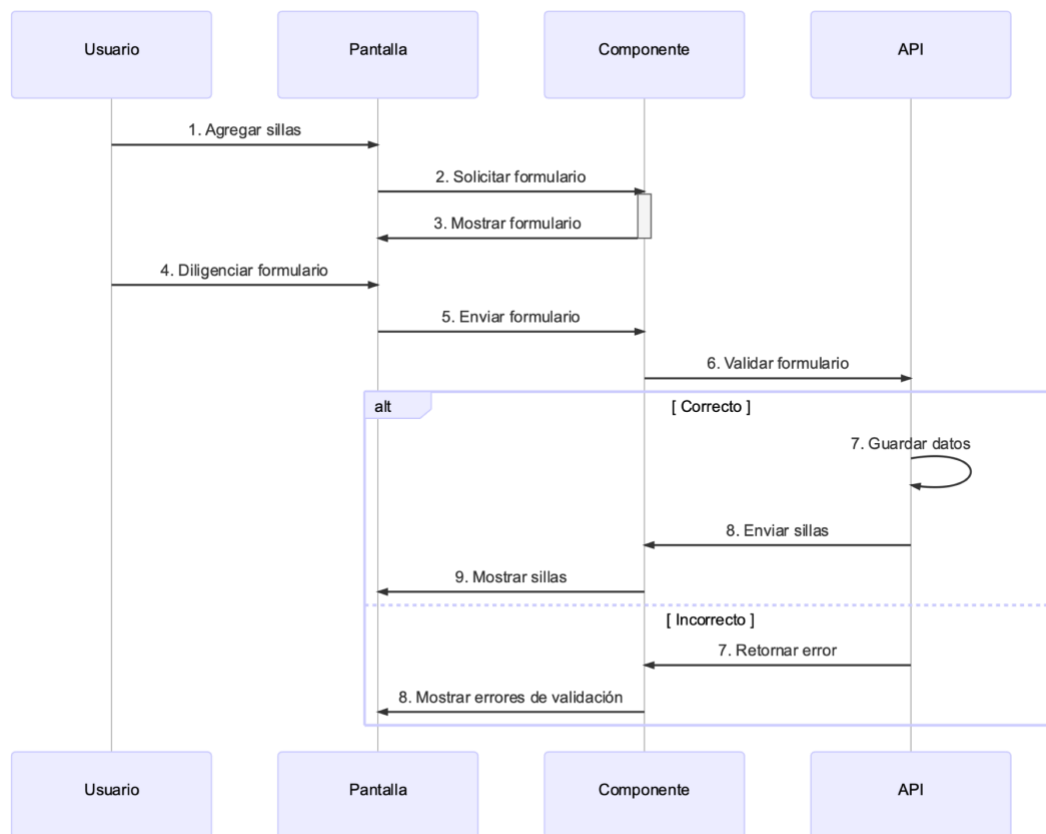 Usuario
Pantalla
Componente
API
1. Agregar sillas
2. Solicitar formulario
3. Mostrar formulario
4. Diligenciar formulario
5. Enviar formulario
6. Validar formulario
alt
[ Correcto ]
7. Guardar datos
8. Enviar sillas
9. Mostrar sillas
[ Incorrecto ]
7. Retornar error
8. Mostrar errores de validación
Usuario
Pantalla
Componente
API